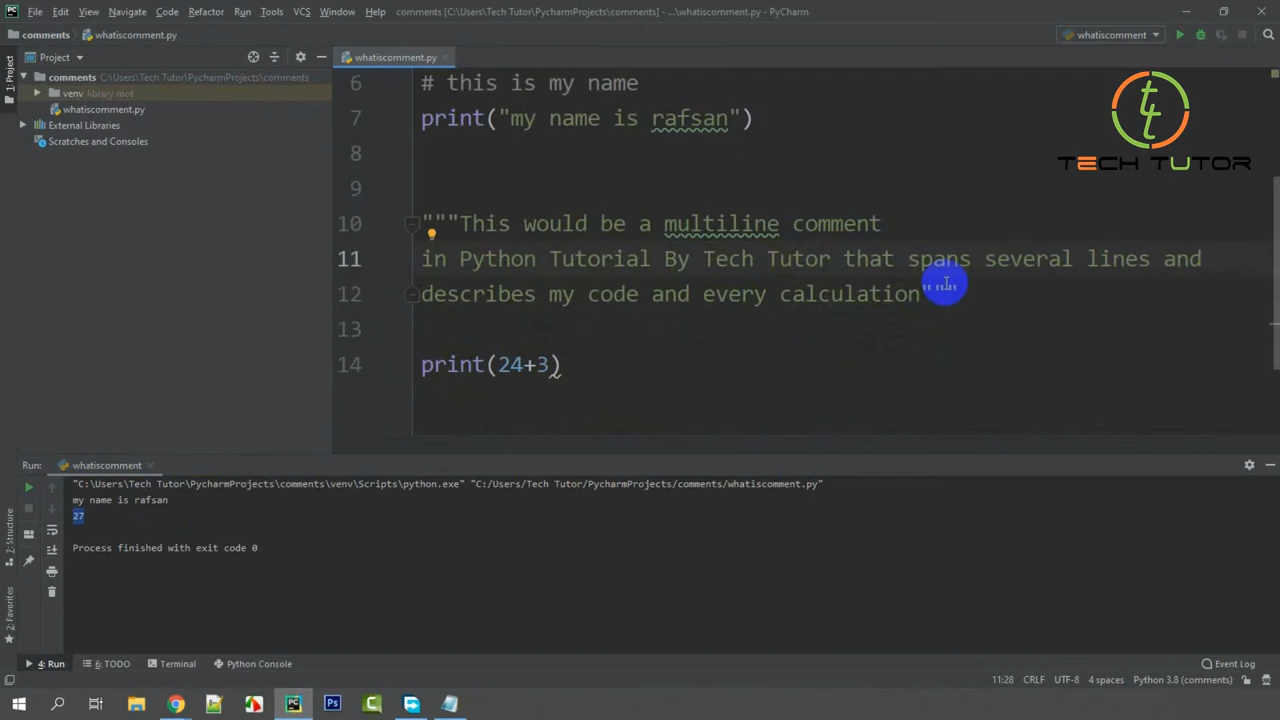 File Edit View Navigate Code Refactor Run Tools VCS Window Help comments [C:\Users\Tech Tutor\PycharmProjects\comments] - ...\whatiscomment.py - PyCharm
comments whatiscomment.py
whatiscomment
Project
whatiscomment.py
1: Project
comments C:\Users\Tech Tutor\PycharmProjects\comments
venv library root
whatiscomment.py
External Libraries
Scratches and Consoles
TECH TUTOR
6 # this is my name
7 print("my name is rafsan")
8
9
10 """This would be a multiline comment
11 in Python Tutorial By Tech Tutor that spans several lines and
12 describes my code and every calculation"""
13
14 print(24+3)
Run: whatiscomment
"C:\Users\Tech Tutor\PycharmProjects\comments\venv\Scripts\python.exe" "C:/Users/Tech Tutor/PycharmProjects/comments/whatiscomment.py"
my name is rafsan
27
Process finished with exit code 0
7: Structure
2: Favorites
4: Run 6: TODO Terminal Python Console Event Log
11:28 CRLF UTF-8 4 spaces Python 3.8 (comments)
PC Ps C